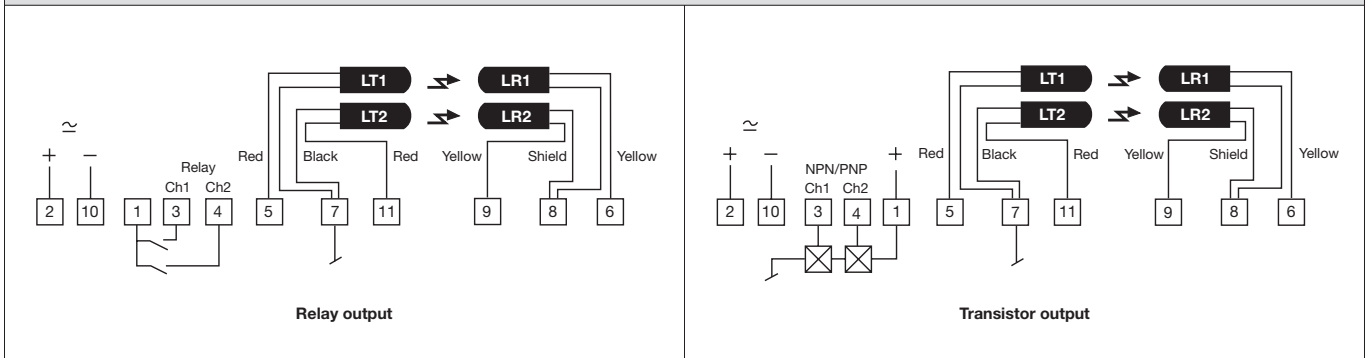 LT1 LR1
LT2 LR2
≃
+ −
Relay
Ch1 Ch2
Red Black Red Yellow Shield Yellow
2 10 1 3 4 5 7 11 9 8 6
Relay output
LT1 LR1
LT2 LR2
≃
+ − +
NPN/PNP
Ch1 Ch2
Red Black Red Yellow Shield Yellow
2 10 3 4 1 5 7 11 9 8 6
Transistor output